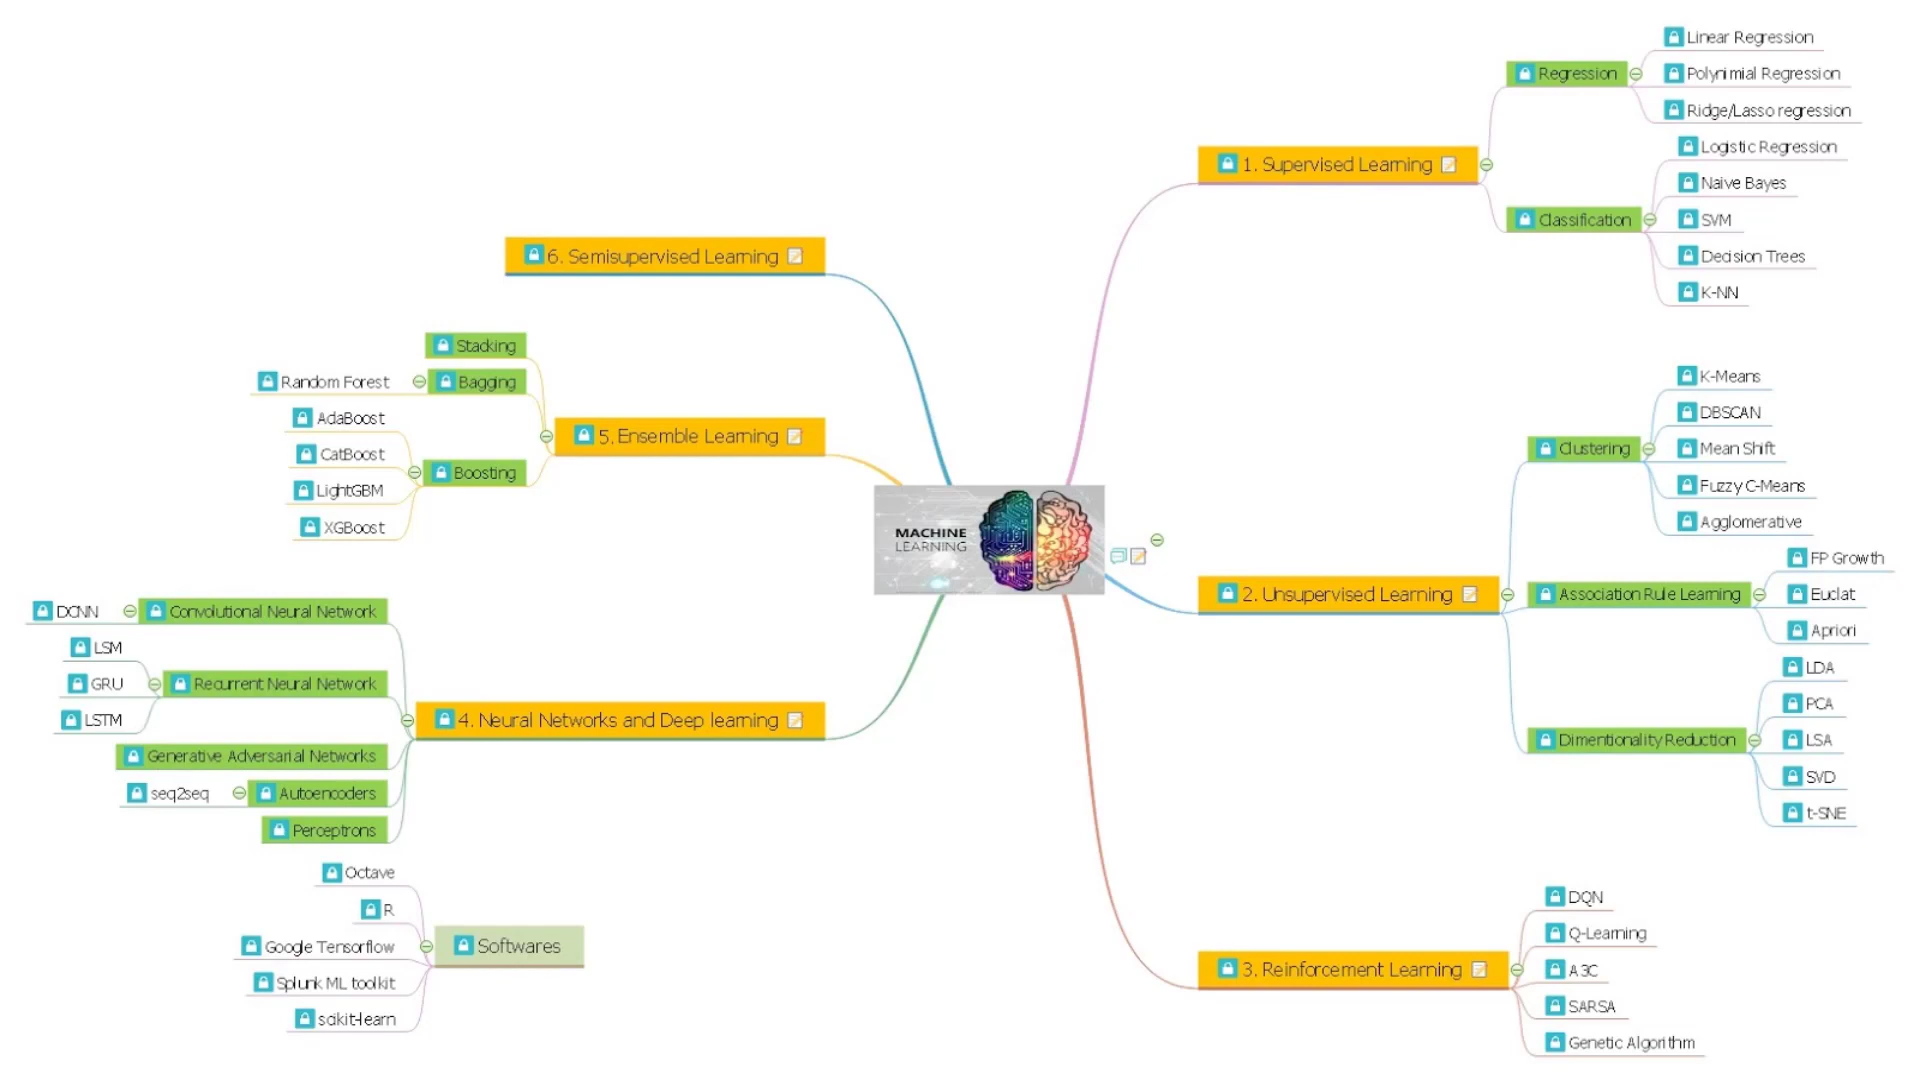 MACHINE
LEARNING
1. Supervised Learning
Regression
Linear Regression
Polynimial Regression
Ridge/Lasso regression
Classification
Logistic Regression
Naive Bayes
SVM
Decision Trees
K-NN
2. Unsupervised Learning
Clustering
K-Means
DBSCAN
Mean Shift
Fuzzy C-Means
Agglomerative
Association Rule Learning
FP Growth
Euclat
Apriori
Dimentionality Reduction
LDA
PCA
LSA
SVD
t-SNE
3. Reinforcement Learning
DQN
Q-Learning
A3C
SARSA
Genetic Algorithm
4. Neural Networks and Deep learning
Convolutional Neural Network
DCNN
Recurrent Neural Network
LSM
GRU
LSTM
Generative Adversarial Networks
Autoencoders
seq2seq
Perceptrons
5. Ensemble Learning
Stacking
Bagging
Random Forest
Boosting
AdaBoost
CatBoost
LightGBM
XGBoost
6. Semisupervised Learning
Softwares
Octave
R
Google Tensorflow
Splunk ML toolkit
scikit-learn